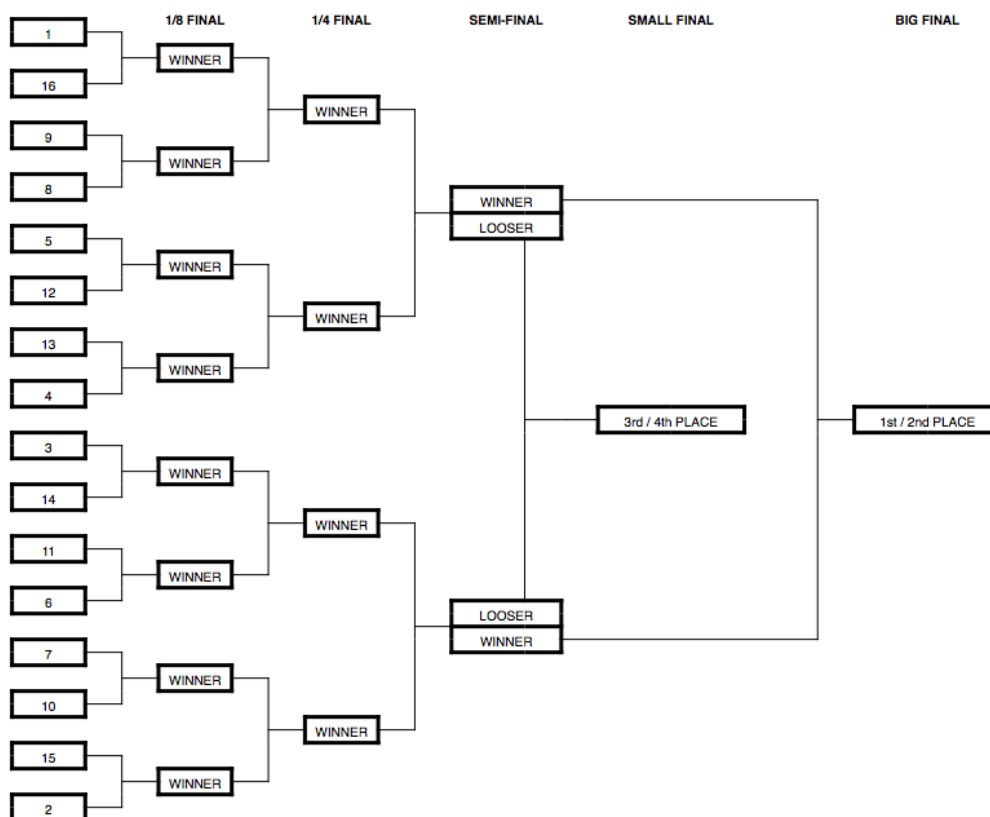 1/8 FINAL
1/4 FINAL
SEMI-FINAL
SMALL FINAL
BIG FINAL
1
WINNER
16
WINNER
9
WINNER
8
WINNER
LOOSER
5
WINNER
12
WINNER
13
WINNER
4
3rd / 4th PLACE
1st / 2nd PLACE
3
WINNER
14
WINNER
11
WINNER
6
LOOSER
WINNER
7
WINNER
10
WINNER
15
WINNER
2